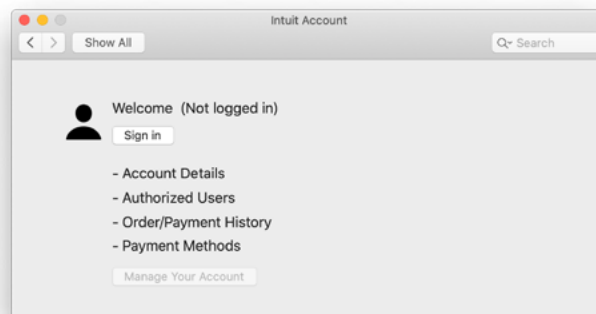 Intuit Account
Show All
Search
Welcome (Not logged in)
Sign in
- Account Details
- Authorized Users
- Order/Payment History
- Payment Methods
Manage Your Account